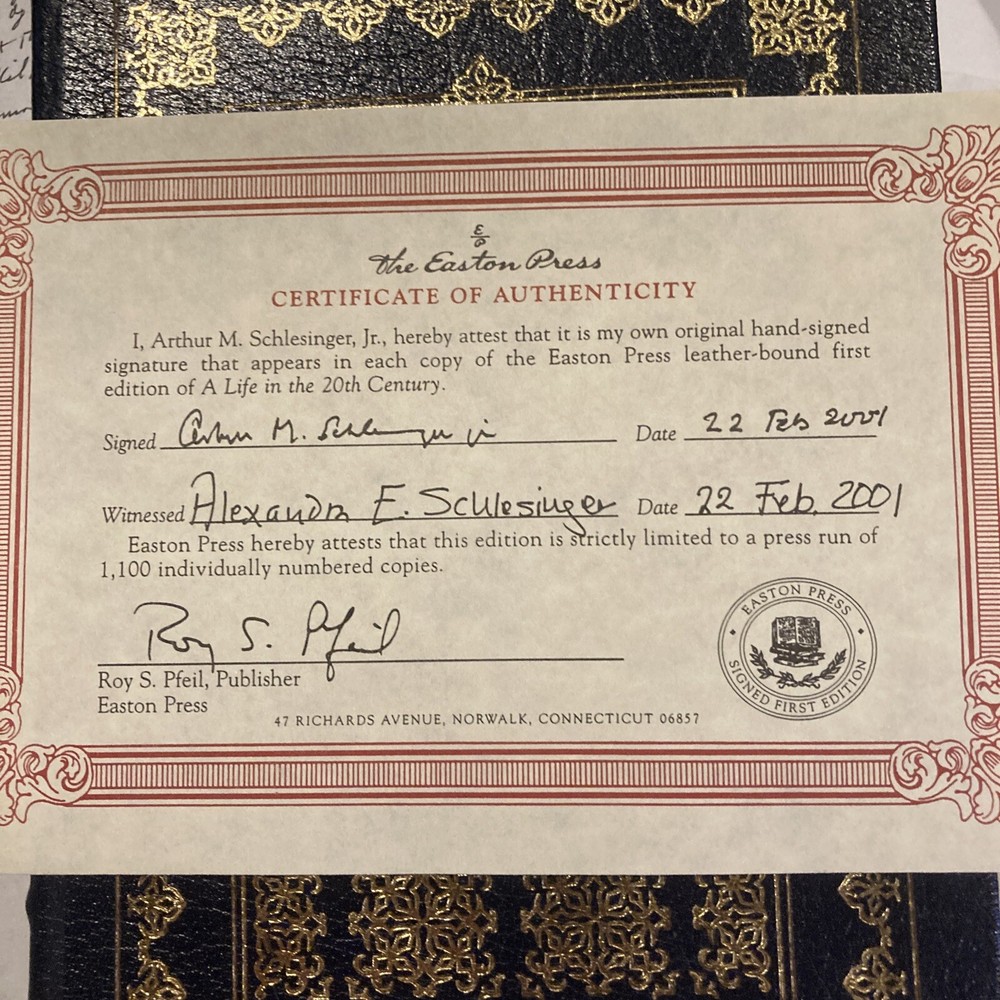 E
P
the Easton Press
CERTIFICATE OF AUTHENTICITY
I, Arthur M. Schlesinger, Jr., hereby attest that it is my own original hand-signed
signature that appears in each copy of the Easton Press leather-bound first
edition of A Life in the 20th Century.
Signed Arthur M. Schlesinger jr Date 22 Feb 2001
Witnessed Alexandra E. Schlesinger Date 22 Feb. 2001
Easton Press hereby attests that this edition is strictly limited to a press run of
1,100 individually numbered copies.
Roy S. Pfeil
Roy S. Pfeil, Publisher
Easton Press
47 RICHARDS AVENUE, NORWALK, CONNECTICUT 06857
EASTON PRESS
SIGNED FIRST EDITION